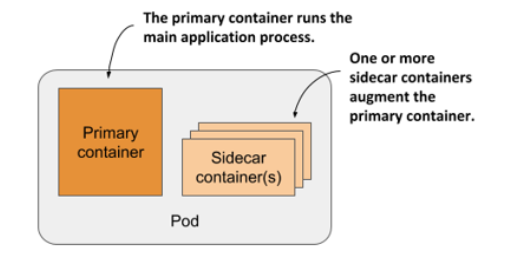 The primary container runs the
main application process.
One or more
sidecar containers
augment the
primary container.
Primary
container
Sidecar
container(s)
Pod